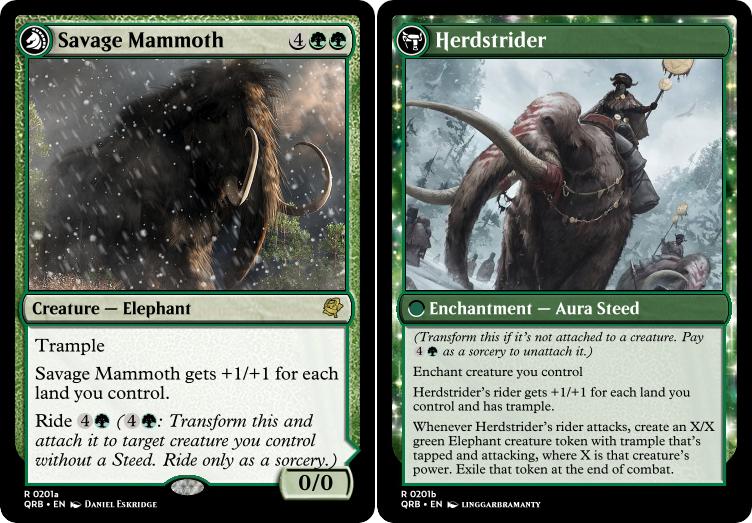 Savage Mammoth 4
Creature — Elephant
Trample
Savage Mammoth gets +1/+1 for each
land you control.
Ride 4 (4: Transform this and
attach it to target creature you control
without a Steed. Ride only as a sorcery.)
0/0
R 0201a
QRB • EN DANIEL ESKRIDGE
Herdstrider
Enchantment — Aura Steed
(Transform this if it's not attached to a creature. Pay
4 as a sorcery to unattach it.)
Enchant creature you control
Herdstrider's rider gets +1/+1 for each land you
control and has trample.
Whenever Herdstrider's rider attacks, create an X/X
green Elephant creature token with trample that's
tapped and attacking, where X is that creature's
power. Exile that token at the end of combat.
R 0201b
QRB • EN LINGGARBRAMANTY